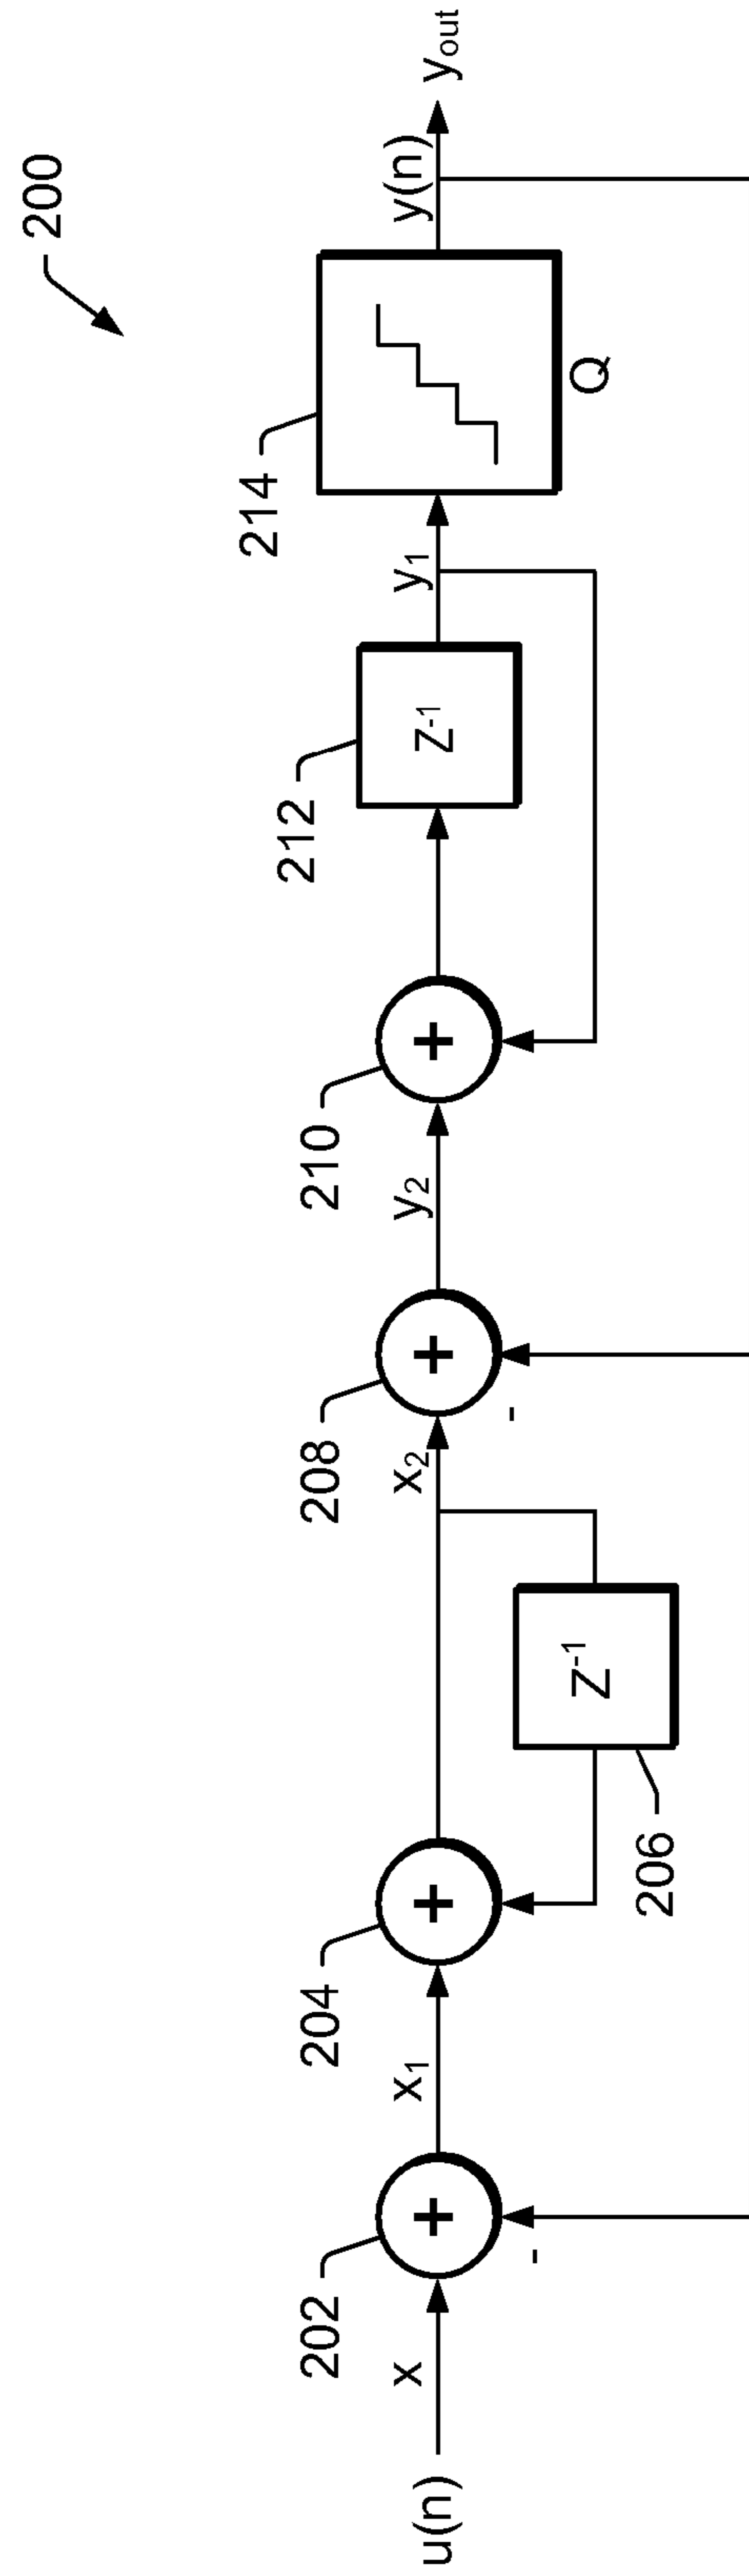 200
u(n)
x
202
-
+
x₁
204
+
206
Z⁻¹
x₂
208
-
+
y₂
210
+
212
Z⁻¹
y₁
214
Q
y(n)
yout